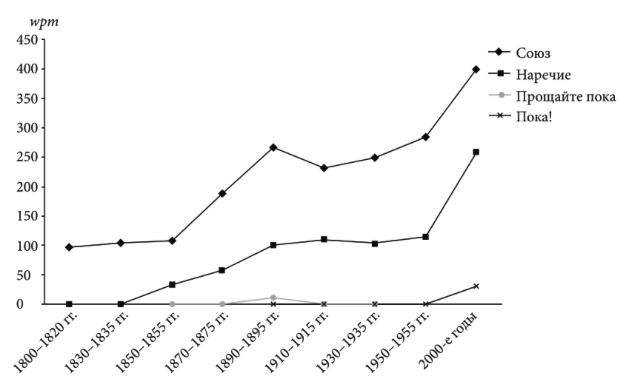 wpm
450
400
350
300
250
200
150
100
50
0
Союз
Наречие
Прощайте пока
Пока!
1800–1820 гг.
1830–1835 гг.
1850–1855 гг.
1870–1875 гг.
1890–1895 гг.
1910–1915 гг.
1930–1935 гг.
1950–1955 гг.
2000-е годы